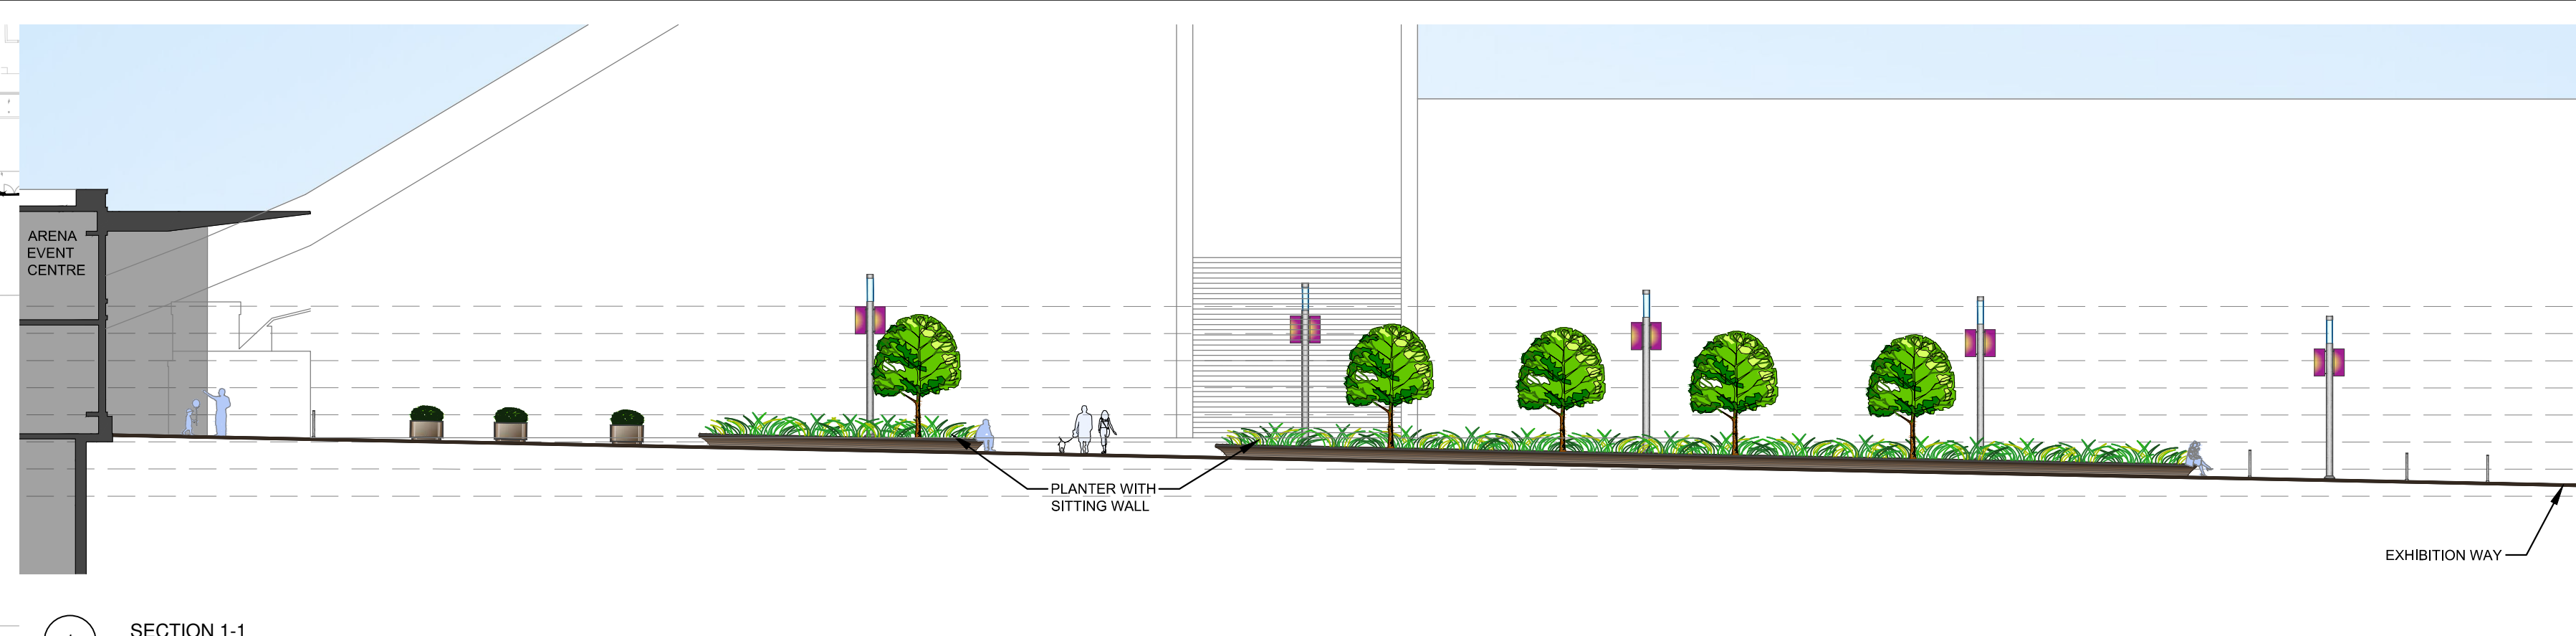 ARENA
EVENT
CENTRE
PLANTER WITH
SITTING WALL
EXHIBITION WAY
SECTION 1-1